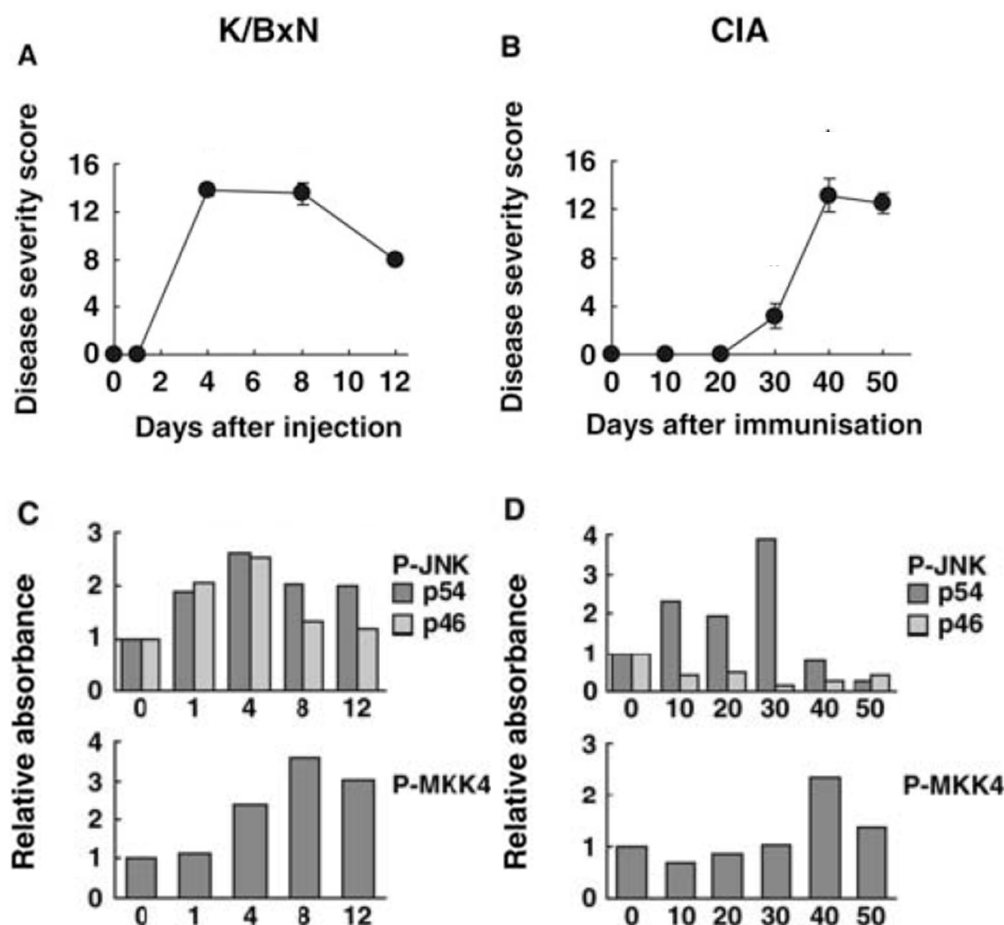 K/BxN
CIA
A
B
Disease severity score
16
12
8
4
0
0 2 4 6 8 10 12
Days after injection
Disease severity score
16
12
8
4
0
0 10 20 30 40 50
Days after immunisation
C
D
Relative absorbance
3
2
1
0
P-JNK
p54
p46
0 1 4 8 12
4
3
2
1
0
P-MKK4
0 1 4 8 12
Relative absorbance
4
3
2
1
0
P-JNK
p54
p46
0 10 20 30 40 50
3
2
1
0
P-MKK4
0 10 20 30 40 50